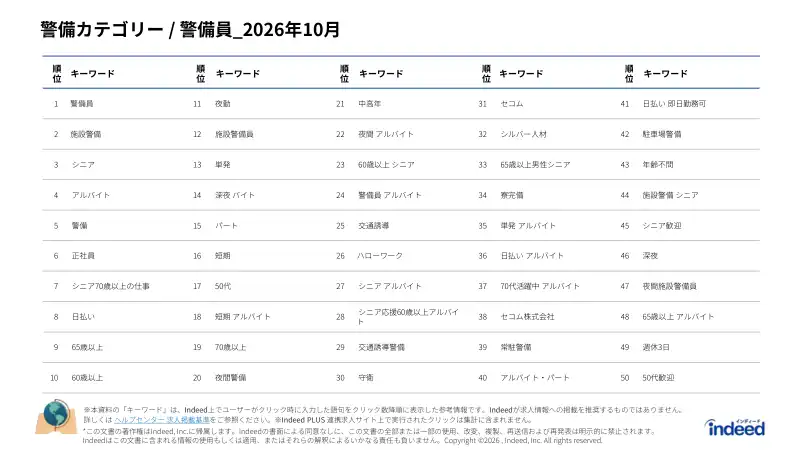 警備カテゴリー / 警備員_2026年10月
順位 キーワード 順位 キーワード 順位 キーワード 順位 キーワード 順位 キーワード
1 警備員 11 夜勤 21 中高年 31 セコム 41 日払い 即日勤務可
2 施設警備 12 施設警備員 22 夜間 アルバイト 32 シルバー人材 42 駐車場警備
3 シニア 13 単発 23 60歳以上 シニア 33 65歳以上男性シニア 43 年齢不問
4 アルバイト 14 深夜 バイト 24 警備員 アルバイト 34 寮完備 44 施設警備 シニア
5 警備 15 パート 25 交通誘導 35 単発 アルバイト 45 シニア歓迎
6 正社員 16 短期 26 ハローワーク 36 日払い アルバイト 46 深夜
7 シニア70歳以上の仕事 17 50代 27 シニア アルバイト 37 70代活躍中 アルバイト 47 夜間施設警備員
8 日払い 18 短期 アルバイト 28 シニア応援60歳以上アルバイト 38 セコム株式会社 48 65歳以上 アルバイト
9 65歳以上 19 70歳以上 29 交通誘導警備 39 常駐警備 49 週休3日
10 60歳以上 20 夜間警備 30 守衛 40 アルバイト・パート 50 50代歓迎
※本資料の「キーワード」は、Indeed上でユーザーがクリック時に入力した語句をクリック数降順に表示した参考情報です。Indeedが求人情報への掲載を推奨するものではありません。
詳しくは ヘルプセンター 求人掲載基準をご参照ください。※Indeed PLUS 連携求人サイト上で実行されたクリックは集計に含まれません。
*この文書の著作権はIndeed, Inc.に帰属します。Indeedの書面による同意なしに、この文書の全部または一部の使用、改変、複製、再送信および再発表は明示的に禁止されます。
Indeedはこの文書に含まれる情報の使用もしくは適用、またはそれらの解釈によるいかなる責任も負いません。Copyright ©2026 , Indeed, Inc. All rights reserved.
インディード
indeed